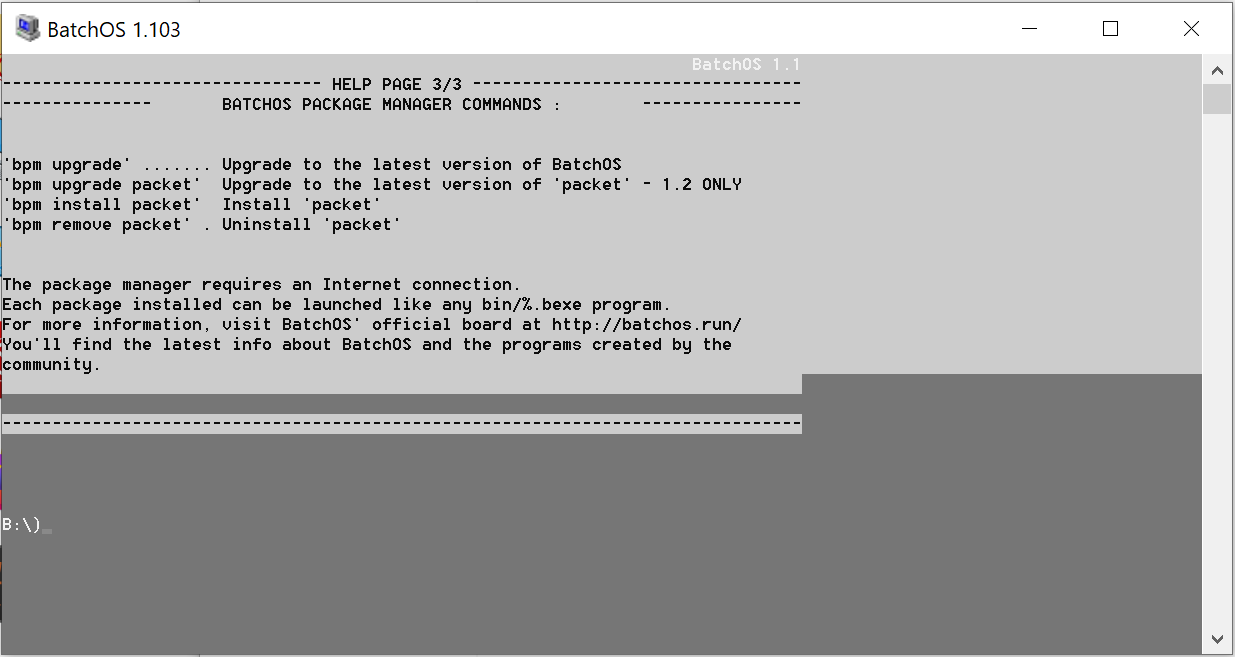 BatchOS 1.103
BatchOS 1.1
-------------------------------- HELP PAGE 3/3 ---------------------------------
--------------- BATCHOS PACKAGE MANAGER COMMANDS : ----------------
'bpm upgrade' ....... Upgrade to the latest version of BatchOS
'bpm upgrade packet' Upgrade to the latest version of 'packet' - 1.2 ONLY
'bpm install packet' Install 'packet'
'bpm remove packet' . Uninstall 'packet'
The package manager requires an Internet connection.
Each package installed can be launched like any bin/%.bexe program.
For more information, visit BatchOS' official board at http://batchos.run/
You'll find the latest info about BatchOS and the programs created by the
community.
--------------------------------------------------------------------------------
B:\)_